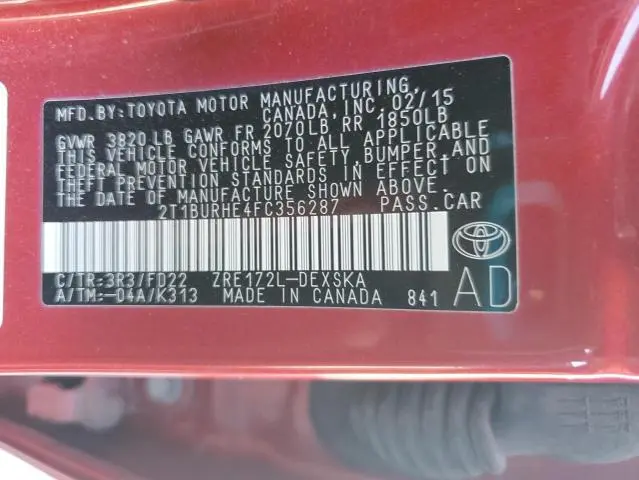 MFD.BY:TOYOTA MOTOR MANUFACTURING,
CANADA,INC. 02/15
GVWR 3820 LB GAWR FR 2070LB RR 1850LB
THIS VEHICLE CONFORMS TO ALL APPLICABLE
FEDERAL MOTOR VEHICLE SAFETY,BUMPER,AND
THEFT PREVENTION STANDARDS IN EFFECT ON
THE DATE OF MANUFACTURE SHOWN ABOVE.
2T1BURHE4FC356287 PASS.CAR
C/TR:3R3/FD22 ZRE172L-DEXSKA
A/TM:-04A/K313 MADE IN CANADA 841
AD